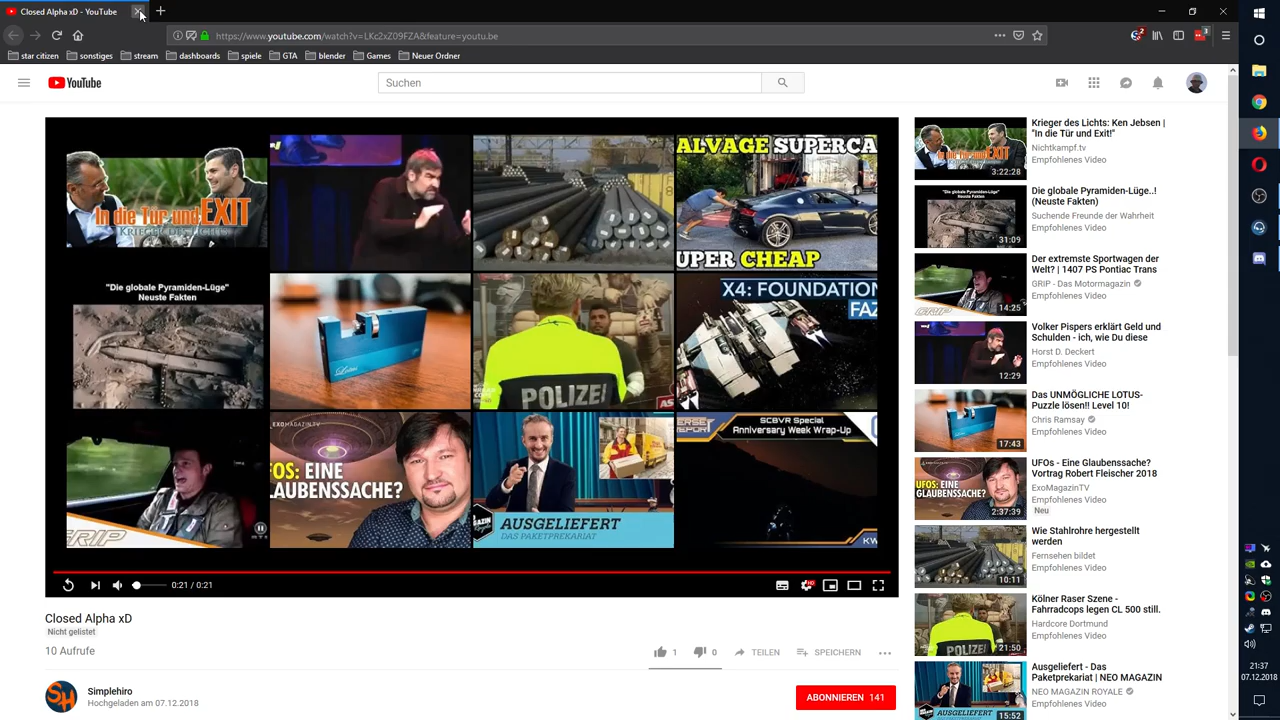 Closed Alpha xD - YouTube
https://www.youtube.com/watch?v=LKc2xZ09FZA&feature=youtu.be
star citizen
sonstiges
stream
dashboards
spiele
GTA
blender
Games
Neuer Ordner
YouTube
Suchen
In die Tür und EXIT
KRIEGER DES LICHTS
ALVAGE SUPERCA
UPER CHEAP
"Die globale Pyramiden-Lüge"
Neuste Fakten
POLIZEI
X4: FOUNDATION
FAZ
GRIP
EXOMAGAZIN.TV
FOS: EINE
LAUBENSSACHE?
AUSGELIEFERT
DAS PAKETPREKARIAT
ERSE
REPORT
SCBVR Special
Anniversary Week Wrap-Up
KW
0:21 / 0:21
Closed Alpha xD
Nicht gelistet
10 Aufrufe
1
0
TEILEN
SPEICHERN
Simplehiro
Hochgeladen am 07.12.2018
ABONNIEREN 141
Krieger des Lichts: Ken Jebsen |
"In die Tür und Exit!"
Nichtkampf.tv
Empfohlenes Video
3:22:28
Die globale Pyramiden-Lüge..!
(Neuste Fakten)
Suchende Freunde der Wahrheit
Empfohlenes Video
31:09
Der extremste Sportwagen der
Welt? | 1407 PS Pontiac Trans
GRIP - Das Motormagazin
Empfohlenes Video
14:25
Volker Pispers erklärt Geld und
Schulden - ich, wie Du diese
Horst D. Deckert
Empfohlenes Video
12:29
Das UNMÖGLICHE LOTUS-
Puzzle lösen!! Level 10!
Chris Ramsay
Empfohlenes Video
17:43
UFOs - Eine Glaubenssache?
Vortrag Robert Fleischer 2018
ExoMagazinTV
Empfohlenes Video
Neu
2:37:39
Wie Stahlrohre hergestellt
werden
Fernsehen bildet
Empfohlenes Video
10:11
Kölner Raser Szene -
Fahrradcops legen CL 500 still.
Hardcore Dortmund
Empfohlenes Video
21:50
Ausgeliefert - Das
Paketprekariat | NEO MAGAZIN
NEO MAGAZIN ROYALE
Empfohlenes Video
15:52
21:37
07.12.2018